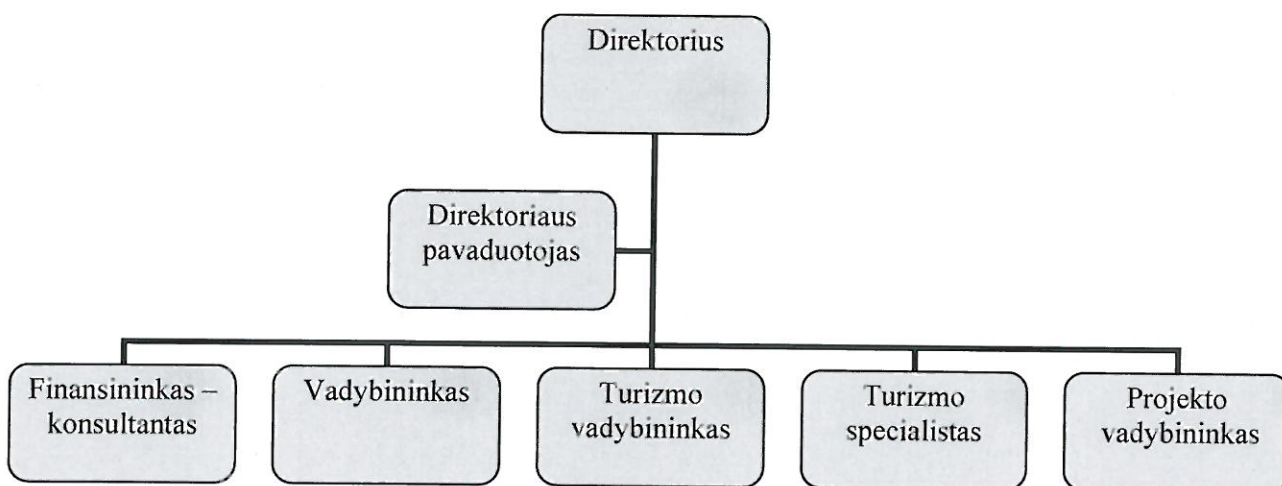 Direktorius
Direktoriaus
pavaduotojas
Finansininkas –
konsultantas
Vadybininkas
Turizmo
vadybininkas
Turizmo
specialistas
Projekto
vadybininkas